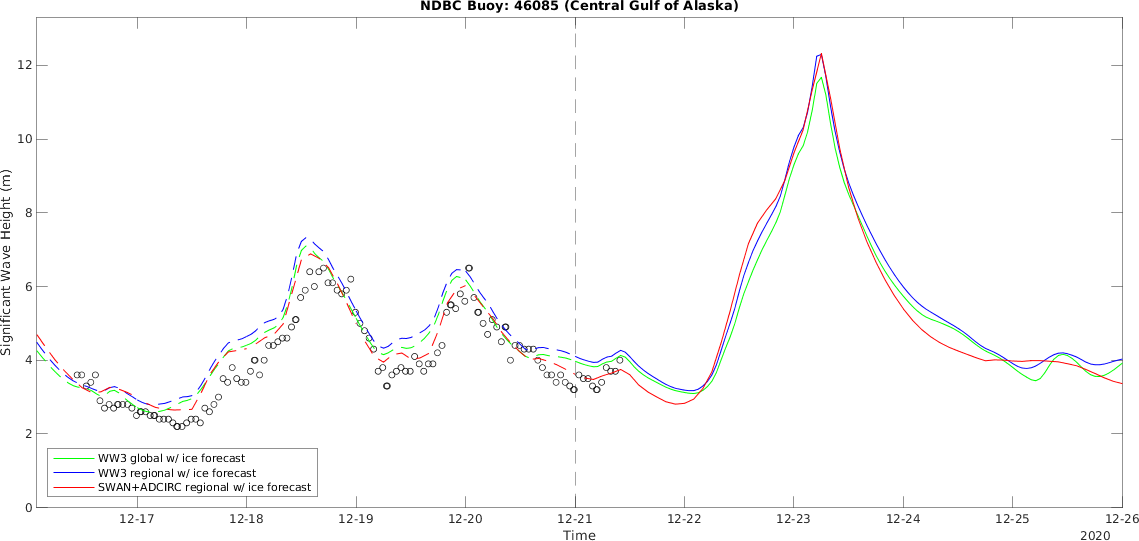 NDBC Buoy: 46085 (Central Gulf of Alaska)
Significant Wave Height (m)
12
10
8
6
4
2
0
WW3 global w/ ice forecast
WW3 regional w/ ice forecast
SWAN+ADCIRC regional w/ ice forecast
12-17 12-18 12-19 12-20 12-21 12-22 12-23 12-24 12-25 12-26
Time 2020